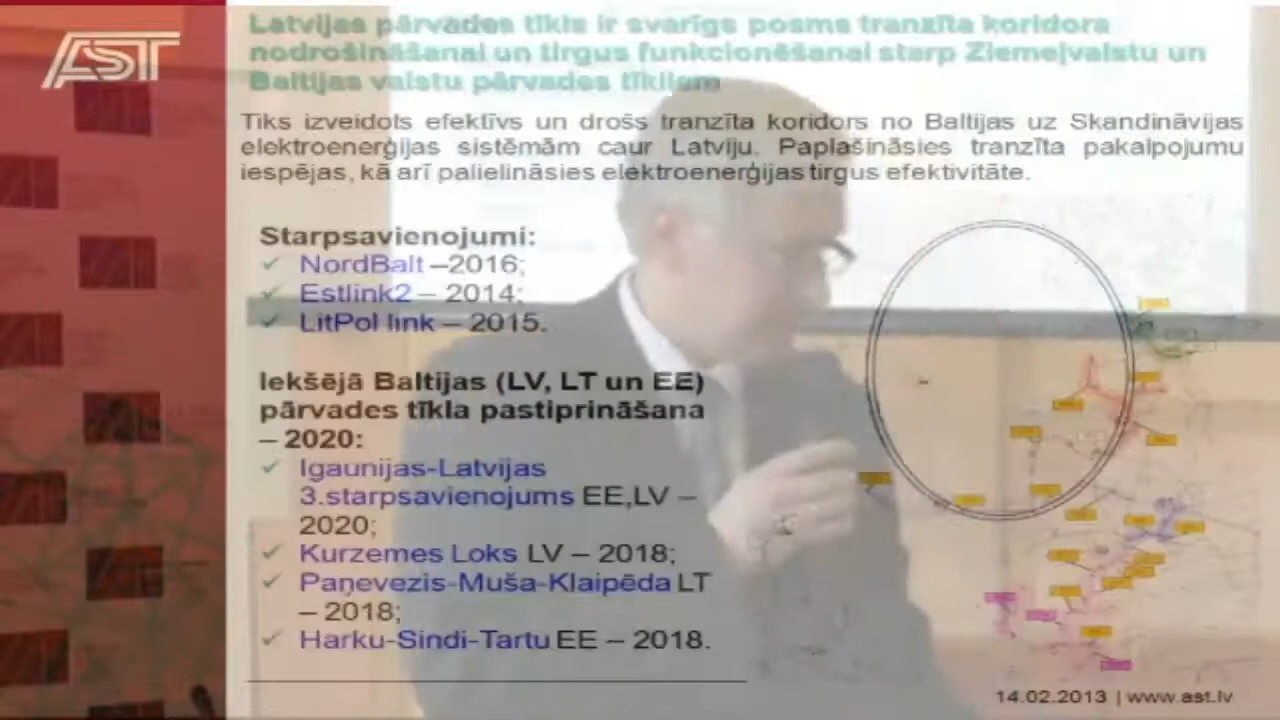 AST
Latvijas pārvades tīkls ir svarīgs posms tranzīta koridora
nodrošināšanai un tirgus funkcionēšanai starp Ziemeļvalstu un
Baltijas valstu pārvades tīkliem
Tiks izveidots efektīvs un drošs tranzīta koridors no Baltijas uz Skandināvijas
elektroenerģijas sistēmām caur Latviju. Paplašināsies tranzīta pakalpojumu
iespējas, kā arī palielināsies elektroenerģijas tirgus efektivitāte.
Starpsavienojumi:
✓ NordBalt –2016;
✓ Estlink2 – 2014;
✓ LitPol link – 2015.
Iekšējā Baltijas (LV, LT un EE)
pārvades tīkla pastiprināšana
– 2020:
✓ Igaunijas-Latvijas
3.starpsavienojums EE,LV –
2020;
✓ Kurzemes Loks LV – 2018;
✓ Paņevezis-Muša-Klaipēda LT
– 2018;
✓ Harku-Sindi-Tartu EE – 2018.
14.02.2013 | www.ast.lv